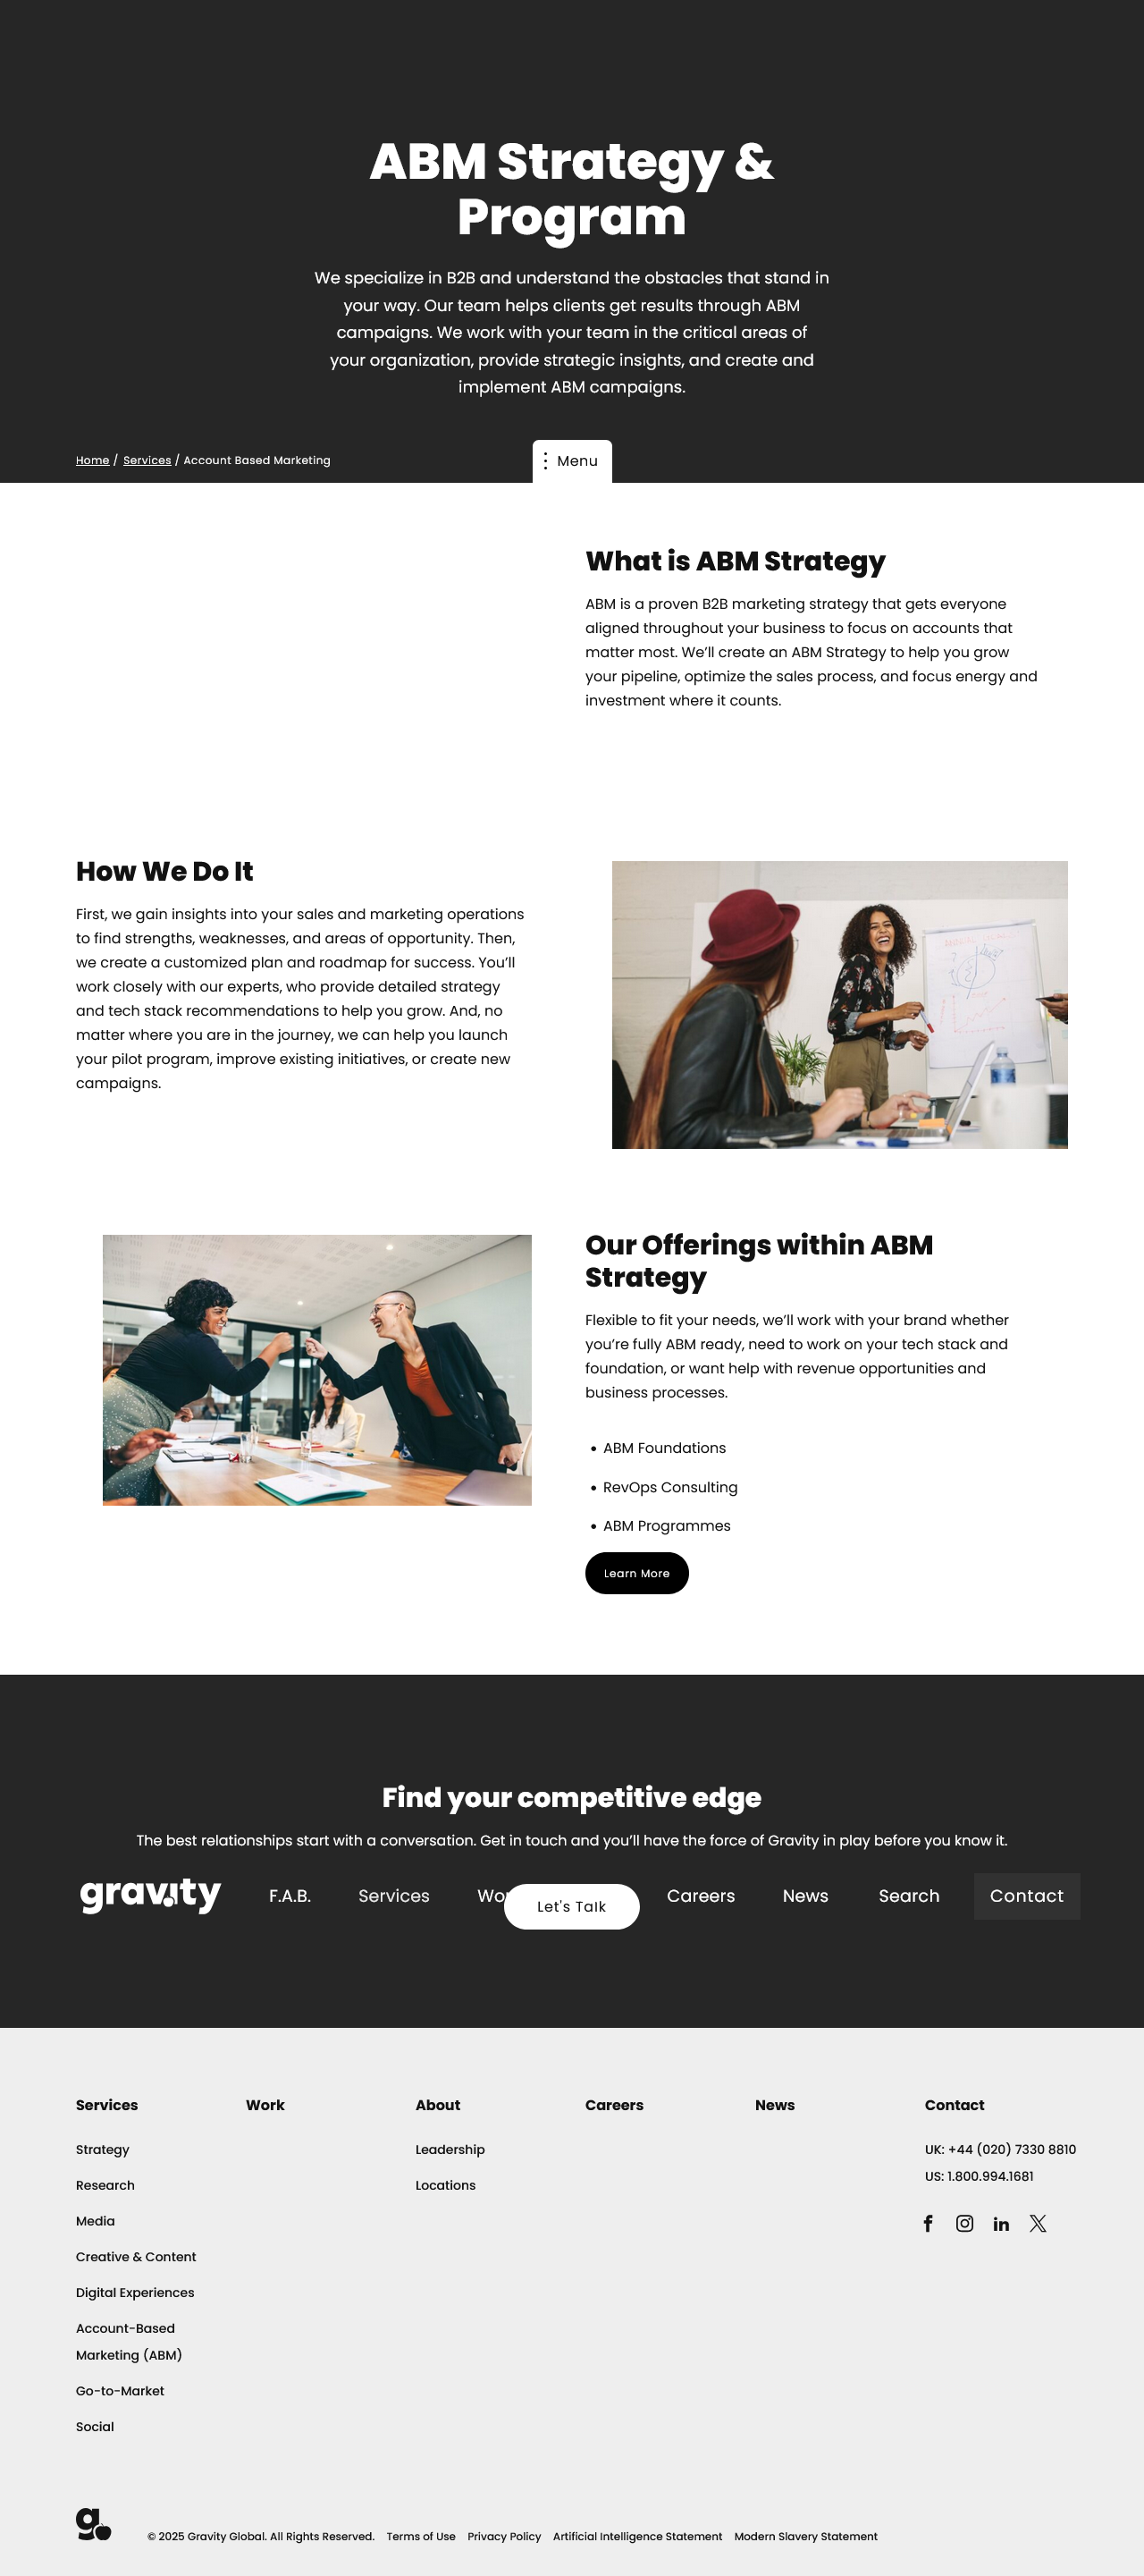 ABM Strategy &
Program
We specialize in B2B and understand the obstacles that stand in
your way. Our team helps clients get results through ABM
campaigns. We work with your team in the critical areas of
your organization, provide strategic insights, and create and
implement ABM campaigns.
Home / Services / Account Based Marketing
Menu
What is ABM Strategy
ABM is a proven B2B marketing strategy that gets everyone
aligned throughout your business to focus on accounts that
matter most. We’ll create an ABM Strategy to help you grow
your pipeline, optimize the sales process, and focus energy and
investment where it counts.
How We Do It
First, we gain insights into your sales and marketing operations
to find strengths, weaknesses, and areas of opportunity. Then,
we create a customized plan and roadmap for success. You’ll
work closely with our experts, who provide detailed strategy
and tech stack recommendations to help you grow. And, no
matter where you are in the journey, we can help you launch
your pilot program, improve existing initiatives, or create new
campaigns.
Our Offerings within ABM
Strategy
Flexible to fit your needs, we’ll work with your brand whether
you’re fully ABM ready, need to work on your tech stack and
foundation, or want help with revenue opportunities and
business processes.
• ABM Foundations
• RevOps Consulting
• ABM Programmes
Learn More
Find your competitive edge
The best relationships start with a conversation. Get in touch and you’ll have the force of Gravity in play before you know it.
gravity F.A.B. Services Careers News Search Contact
Let's Talk
Services Work About Careers News Contact
Strategy Leadership UK: +44 (020) 7330 8810
US: 1.800.994.1681
Research Locations
Media
Creative & Content
Digital Experiences
Account-Based
Marketing (ABM)
Go-to-Market
Social
© 2025 Gravity Global. All Rights Reserved. Terms of Use Privacy Policy Artificial Intelligence Statement Modern Slavery Statement